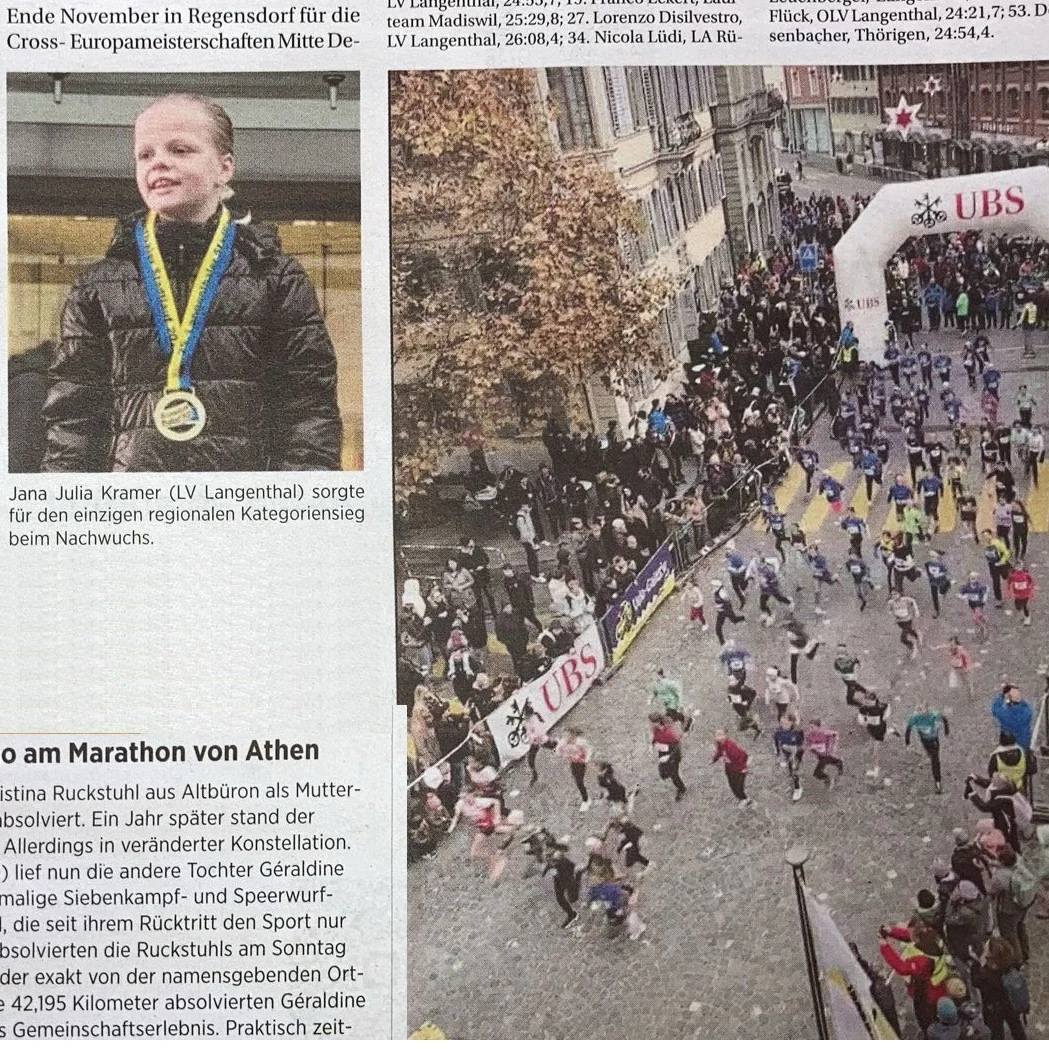 Ende November in Regensdorf für die
Cross- Europameisterschaften Mitte De-
LV Langenthal,
team Madiswil, 25:29,8; 27. Lorenzo Disilvestro,
LV Langenthal, 26:08,4; 34. Nicola Lüdi, LA Rü-
Flück, OLV Langenthal, 24:21,7; 53. D
senbacher, Thörigen, 24:54,4.
UBS
UBS
UBS
Jana Julia Kramer (LV Langenthal) sorgte
für den einzigen regionalen Kategoriensieg
beim Nachwuchs.
o am Marathon von Athen
istina Ruckstuhl aus Altbüron als Mutter-
absolviert. Ein Jahr später stand der
Allerdings in veränderter Konstellation.
) lief nun die andere Tochter Géraldine
malige Siebenkampf- und Speerwurf-
l, die seit ihrem Rücktritt den Sport nur
bsolvierten die Ruckstuhls am Sonntag
der exakt von der namensgebenden Ort-
e 42,195 Kilometer absolvierten Géraldine
s Gemeinschaftserlebnis. Praktisch zeit-